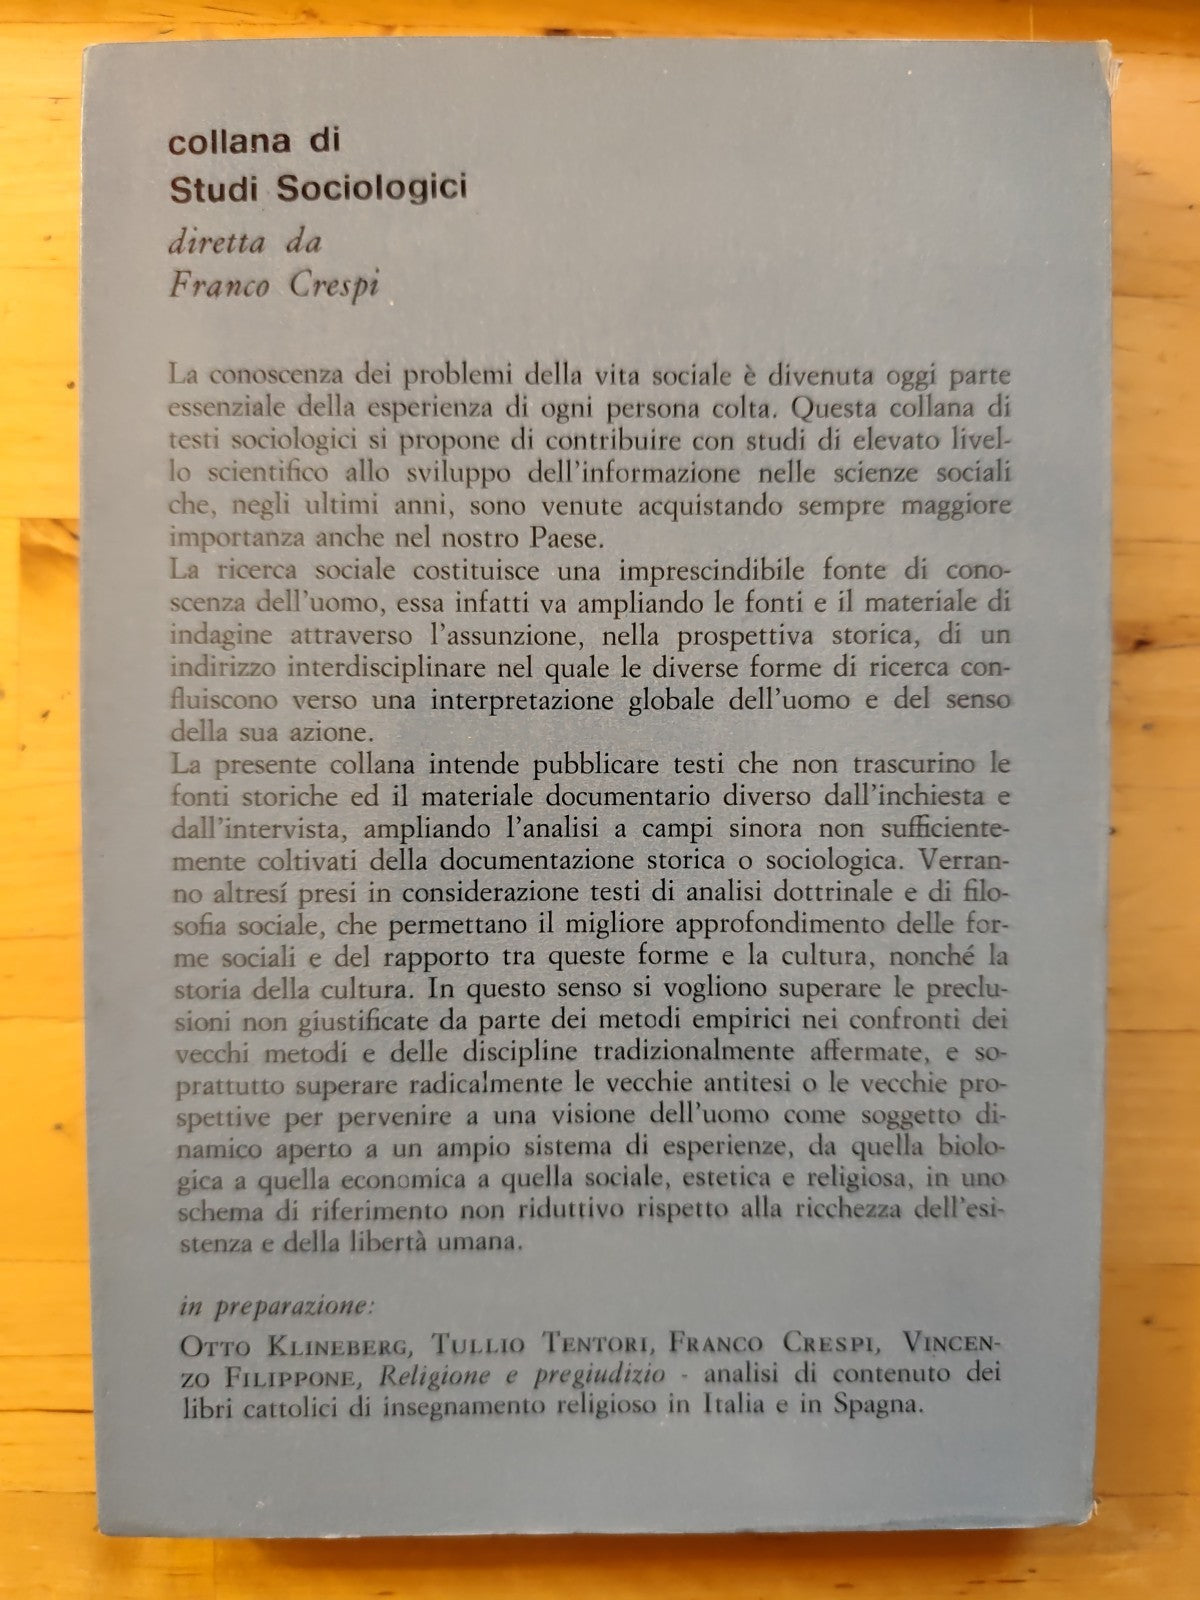 collana di
Studi Sociologici
diretta da
Franco Crespi
La conoscenza dei problemi della vita sociale è divenuta oggi parte
essenziale della esperienza di ogni persona colta. Questa collana di
testi sociologici si propone di contribuire con studi di elevato livel-
lo scientifico allo sviluppo dell'informazione nelle scienze sociali
che, negli ultimi anni, sono venute acquistando sempre maggiore
importanza anche nel nostro Paese.
La ricerca sociale costituisce una imprescindibile fonte di cono-
scenza dell'uomo, essa infatti va ampliando le fonti e il materiale di
indagine attraverso l'assunzione, nella prospettiva storica, di un
indirizzo interdisciplinare nel quale le diverse forme di ricerca con-
fluiscono verso una interpretazione globale dell'uomo e del senso
della sua azione.
La presente collana intende pubblicare testi che non trascurino le
fonti storiche ed il materiale documentario diverso dall'inchiesta e
dall'intervista, ampliando l'analisi a campi sinora non sufficiente-
mente coltivati della documentazione storica o sociologica. Verran-
no altresí presi in considerazione testi di analisi dottrinale e di filo-
sofia sociale, che permettano il migliore approfondimento delle for-
me sociali e del rapporto tra queste forme e la cultura, nonché la
storia della cultura. In questo senso si vogliono superare le preclu-
sioni non giustificate da parte dei metodi empirici nei confronti dei
vecchi metodi e delle discipline tradizionalmente affermate, e so-
prattutto superare radicalmente le vecchie antitesi o le vecchie pro-
spettive per pervenire a una visione dell'uomo come soggetto di-
namico aperto a un ampio sistema di esperienze, da quella biolo-
gica a quella economica a quella sociale, estetica e religiosa, in uno
schema di riferimento non riduttivo rispetto alla ricchezza dell'esi-
stenza e della libertà umana.
in preparazione:
OTTO KLINEBERG, TULLIO TENTORI, FRANCO CRESPI, VINCEN-
ZO FILIPPONE, Religione e pregiudizio - analisi di contenuto dei
libri cattolici di insegnamento religioso in Italia e in Spagna.